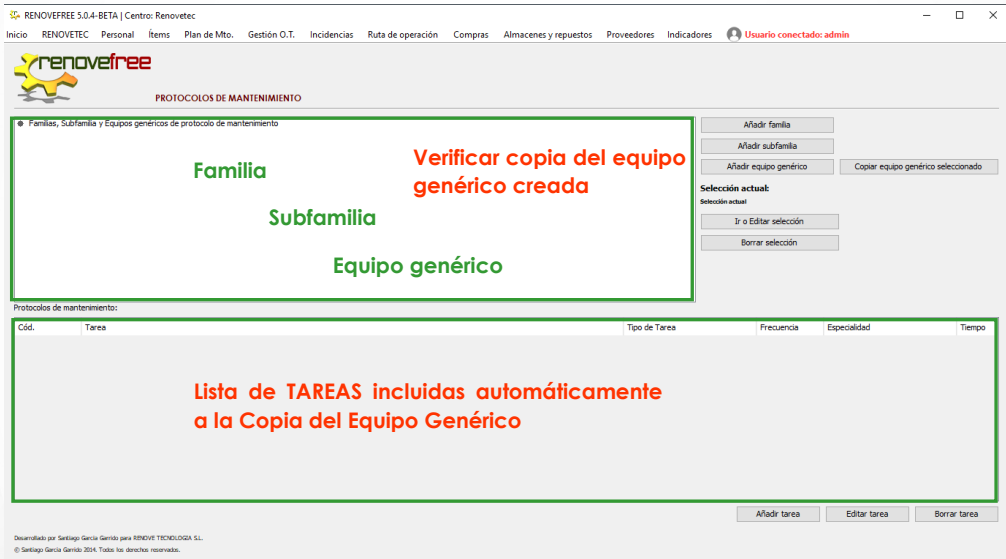 RENOVEFREE 5.0.4-BETA | Centro: Renovetec
Inicio RENOVETEC Personal Ítems Plan de Mto. Gestión O.T. Incidencias Ruta de operación Compras Almacenes y repuestos Proveedores Indicadores Usuario conectado: admin
renovefree
PROTOCOLOS DE MANTENIMIENTO
Familias, Subfamilia y Equipos genéricos de protocolo de mantenimiento
Añadir familia
Añadir subfamilia
Familia
Verificar copia del equipo
genérico creada
Añadir equipo genérico Copiar equipo genérico seleccionado
Selección actual:
Selección actual
Subfamilia
Ir o Editar selección
Borrar selección
Equipo genérico
Protocolos de mantenimiento:
Cód. Tarea Tipo de Tarea Frecuencia Especialidad Tiempo
Lista de TAREAS incluidas automáticamente
a la Copia del Equipo Genérico
Añadir tarea Editar tarea Borrar tarea
Desarrollado por Santiago García Garrido para RENOVE TECNOLOGIA S.L.
© Santiago García Garrido 2014. Todos los derechos reservados.